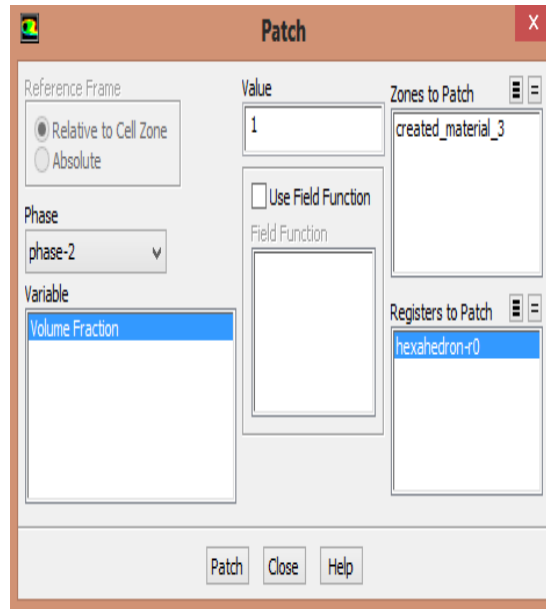 Patch
x
Reference Frame
Relative to Cell Zone
Absolute
Phase
phase-2
Variable
Volume Fraction
Value
1
Use Field Function
Field Function
Zones to Patch
created_material_3
Registers to Patch
hexahedron-r0
Patch
Close
Help